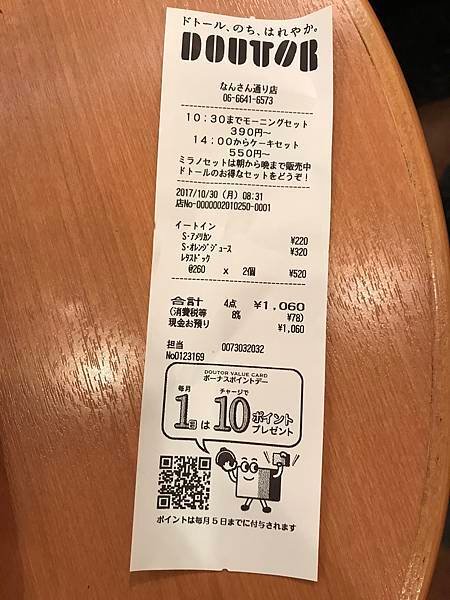 ドトール、のち、はれやか。
DOUTOR
なんさん通り店
06-6641-6573
10:30までモーニングセット
390円~
14:00からケーキセット
550円~
ミラノセットは朝から晩まで販売中
ドトールのお得なセットをどうぞ!
2017/10/30 (月) 08:31
店No-0000002010250-0001
イートイン
S・アメリカン ¥220
S・オレンジジュース ¥320
レタスドック
@260 x 2個 ¥520
合計 4点 ¥1,060
(消費税等 8% ¥78)
現金お預り ¥1,060
担当 0073032032
No0123169
DOUTOR VALUE CARD
ボーナスポイントデー
毎月 チャージで
1日は10ポイント
プレゼント
ポイントは毎月5日までに付与されます